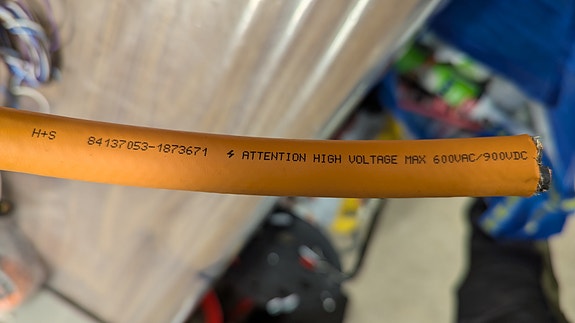 H+S 84137053-1873671 ⚡ ATTENTION HIGH VOLTAGE MAX 600VAC/900VDC